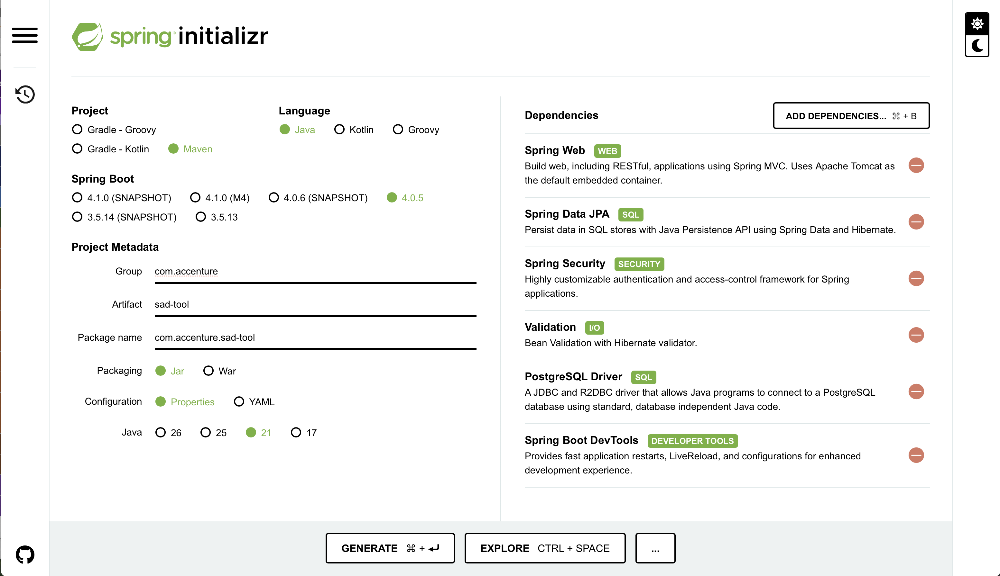 spring® initializr
Project
Gradle - Groovy
Gradle - Kotlin Maven
Language
Java Kotlin Groovy
Spring Boot
4.1.0 (SNAPSHOT) 4.1.0 (M4) 4.0.6 (SNAPSHOT) 4.0.5
3.5.14 (SNAPSHOT) 3.5.13
Project Metadata
Group com.accenture
Artifact sad-tool
Package name com.accenture.sad-tool
Packaging Jar War
Configuration Properties YAML
Java 26 25 21 17
Dependencies ADD DEPENDENCIES... ⌘ + B
Spring Web WEB
Build web, including RESTful, applications using Spring MVC. Uses Apache Tomcat as
the default embedded container.
Spring Data JPA SQL
Persist data in SQL stores with Java Persistence API using Spring Data and Hibernate.
Spring Security SECURITY
Highly customizable authentication and access-control framework for Spring
applications.
Validation I/O
Bean Validation with Hibernate validator.
PostgreSQL Driver SQL
A JDBC and R2DBC driver that allows Java programs to connect to a PostgreSQL
database using standard, database independent Java code.
Spring Boot DevTools DEVELOPER TOOLS
Provides fast application restarts, LiveReload, and configurations for enhanced
development experience.
GENERATE ⌘ + ⏎ EXPLORE CTRL + SPACE ...